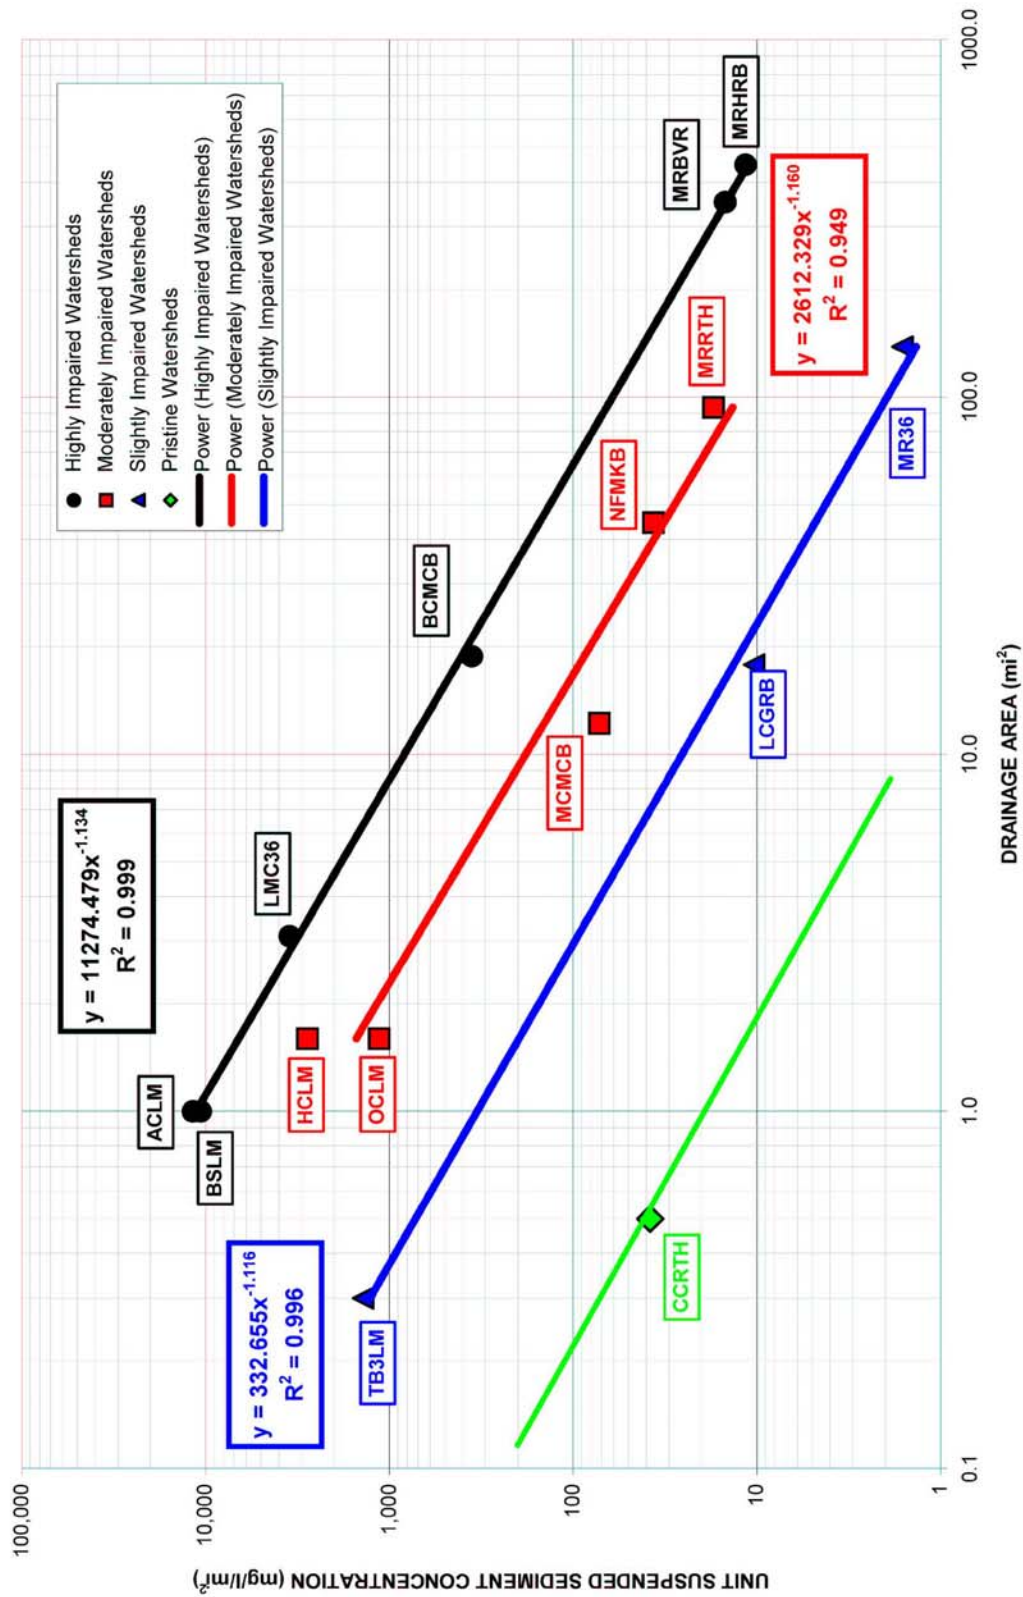 UNIT SUSPENDED SEDIMENT CONCENTRATION (mg/l/mi²)
100,000
10,000
1,000
100
10
1
0.1
1.0
10.0
100.0
1000.0
DRAINAGE AREA (mi²)
Highly Impaired Watersheds
Moderately Impaired Watersheds
Slightly Impaired Watersheds
Pristine Watersheds
Power (Highly Impaired Watersheds)
Power (Moderately Impaired Watersheds)
Power (Slightly Impaired Watersheds)
y = 332.655x^-1.116
R² = 0.996
y = 11274.479x^-1.134
R² = 0.999
y = 2612.329x^-1.160
R² = 0.949
ACLM
BSLM
LMC36
BCMCB
MRBVR
MRHRB
HCLM
OCLM
MCMCB
NFMKB
MRRTH
TB3LM
LCGRB
MR36
CCRTH